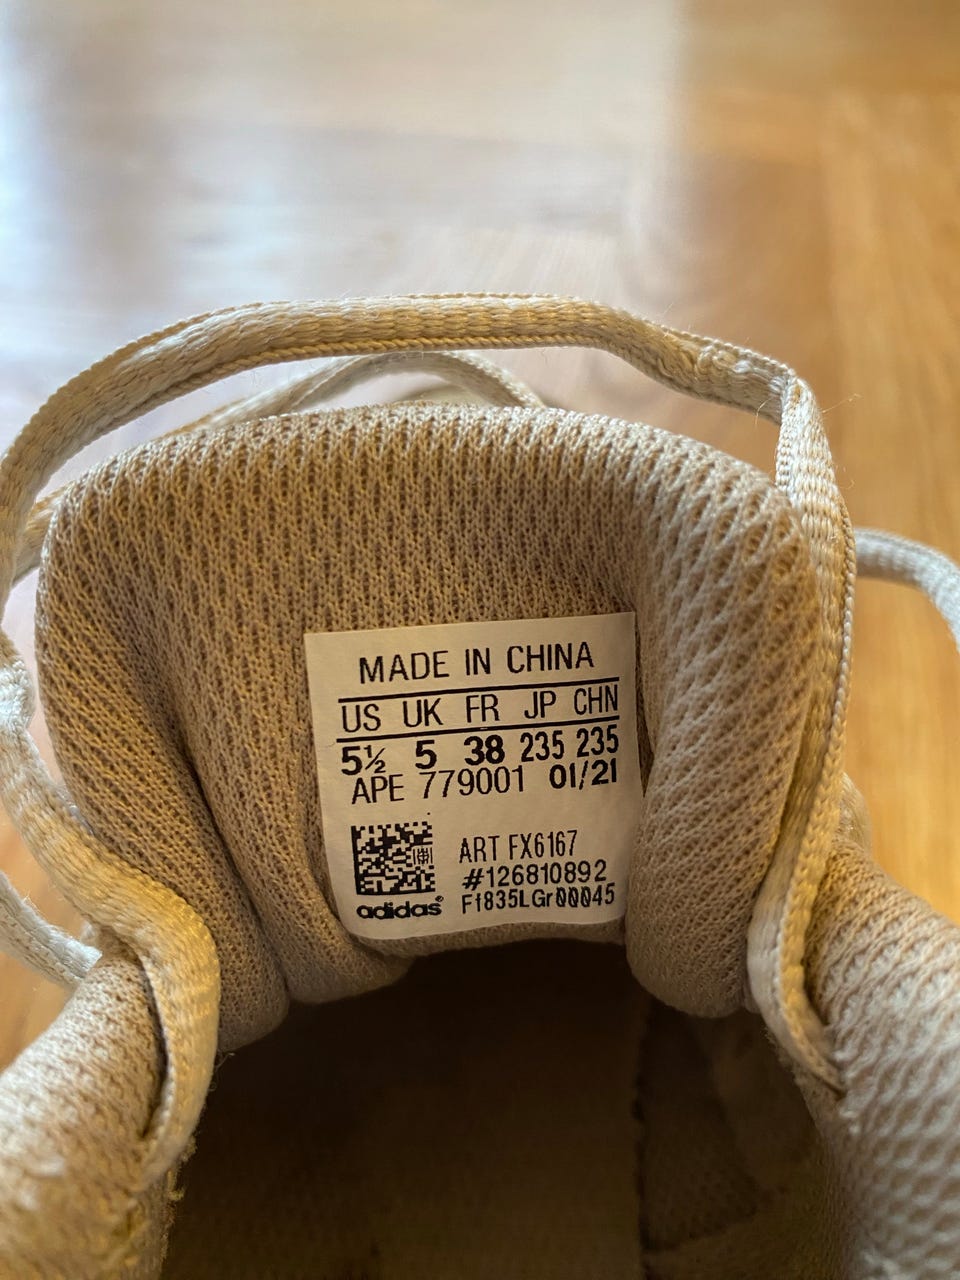 MADE IN CHINA
US UK FR JP CHN
5½ 5 38 235 235
APE 779001 01/21
ART FX6167
#126810892
adidas® Ff835LGr00045